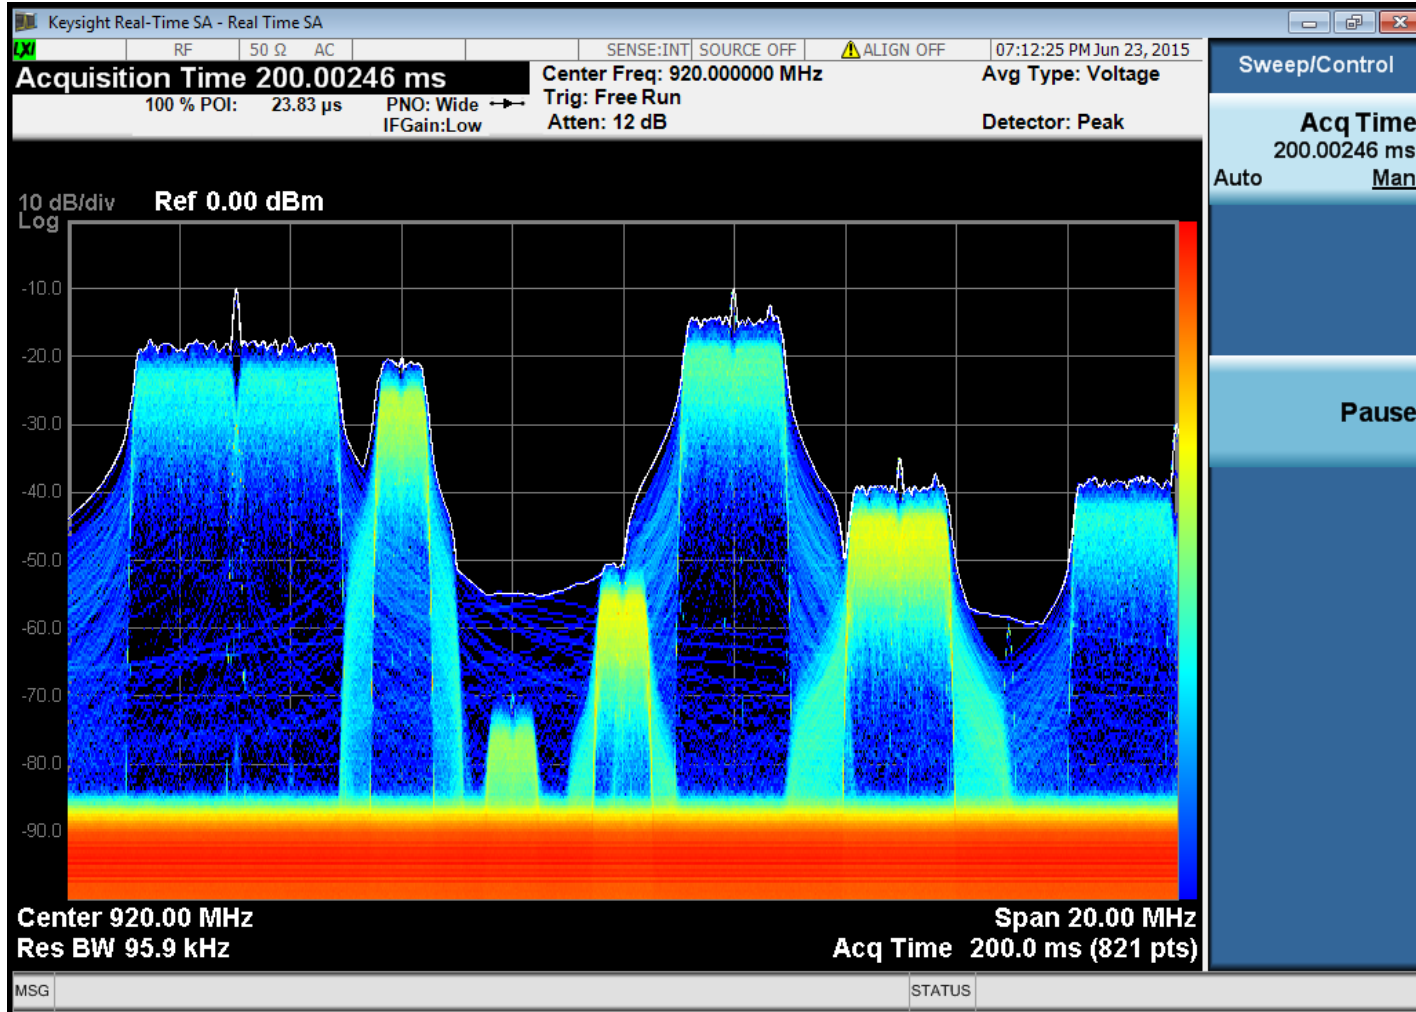 Keysight Real-Time SA - Real Time SA
LXI RF 50 Ω AC SENSE:INT SOURCE OFF ALIGN OFF 07:12:25 PM Jun 23, 2015
Acquisition Time 200.00246 ms Center Freq: 920.000000 MHz Avg Type: Voltage
100 % POI: 23.83 µs PNO: Wide Trig: Free Run
IFGain:Low Atten: 12 dB Detector: Peak
10 dB/div Ref 0.00 dBm
Log
-10.0
-20.0
-30.0
-40.0
-50.0
-60.0
-70.0
-80.0
-90.0
Center 920.00 MHz Span 20.00 MHz
Res BW 95.9 kHz Acq Time 200.0 ms (821 pts)
Sweep/Control
Acq Time
200.00246 ms
Auto Man
Pause
MSG STATUS